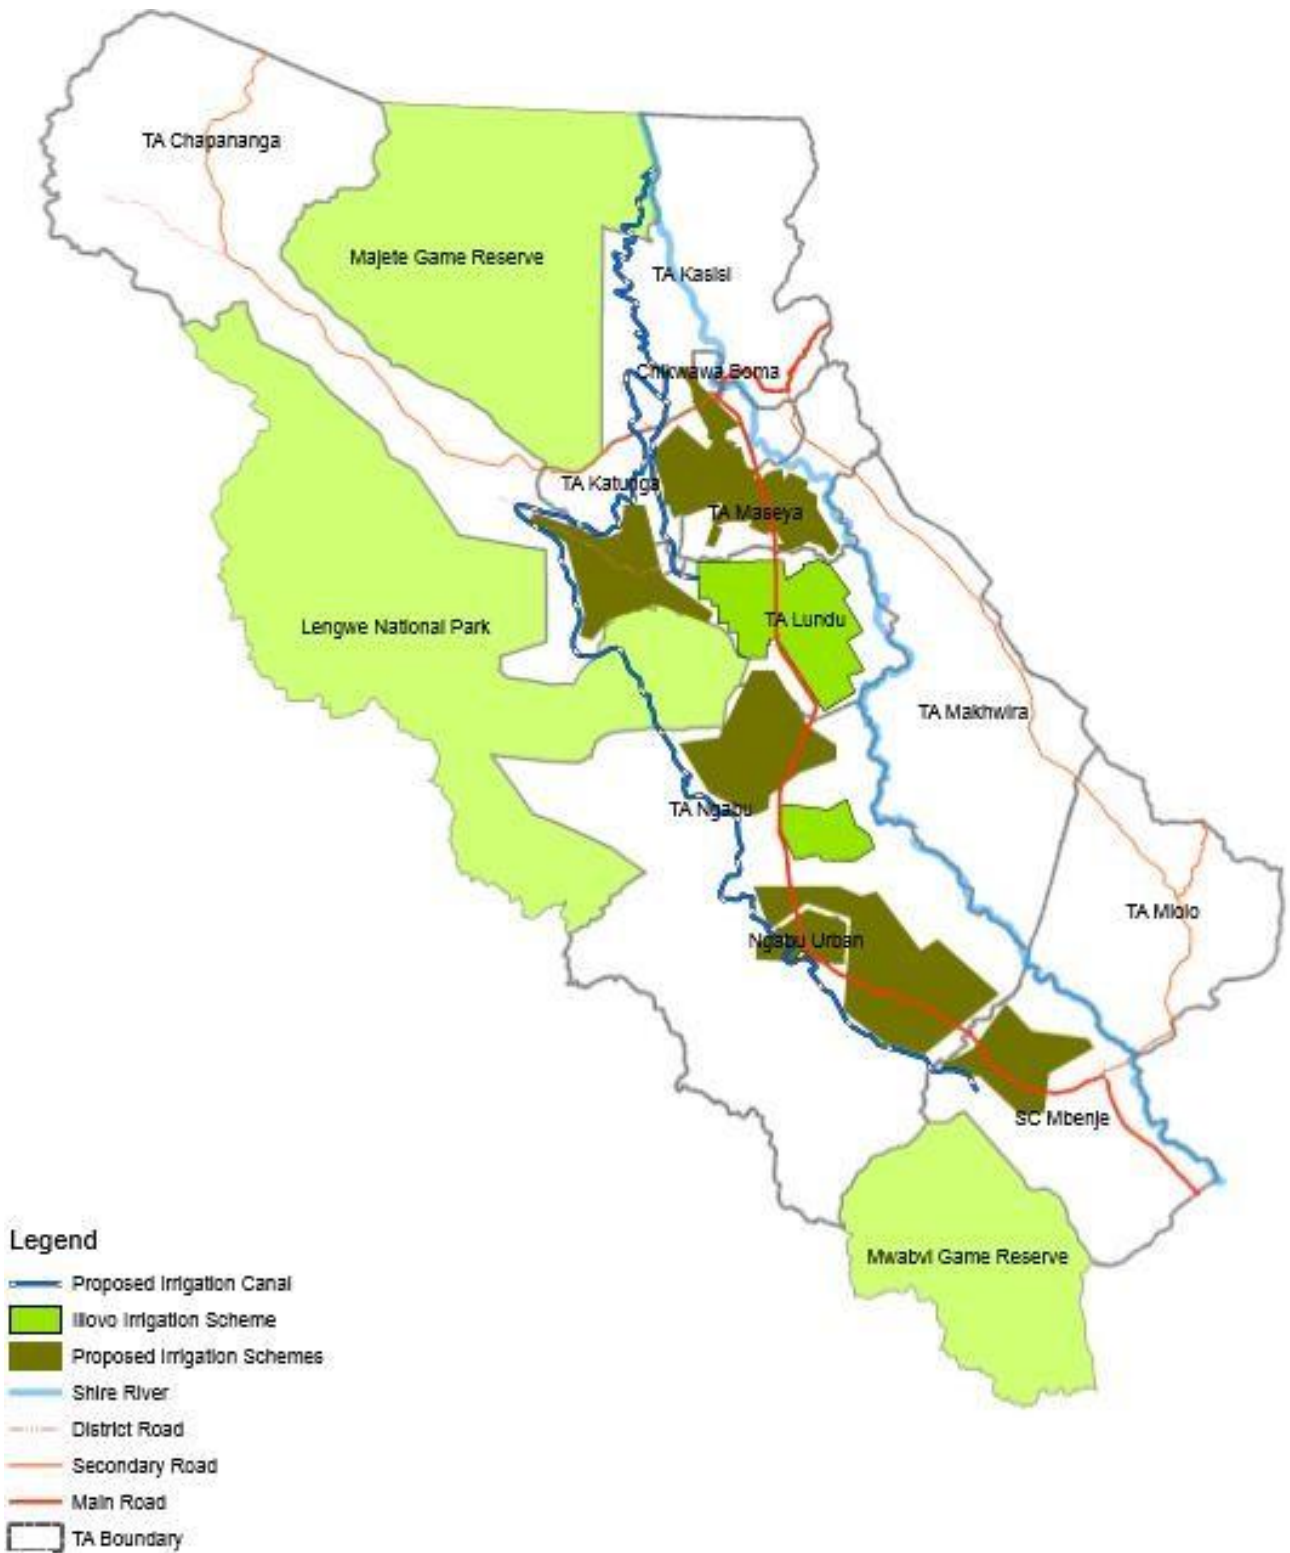 TA Chapananga
Majete Game Reserve
TA Kasisi
Chikwawa Boma
TA Katunga
TA Maseya
TA Lundu
Lengwe National Park
TA Makhwira
TA Ngabu
TA Mlolo
Ngabu Urban
SC Mbenje
Mwabvi Game Reserve
Legend
Proposed Irrigation Canal
Illovo Irrigation Scheme
Proposed Irrigation Schemes
Shire River
District Road
Secondary Road
Main Road
TA Boundary